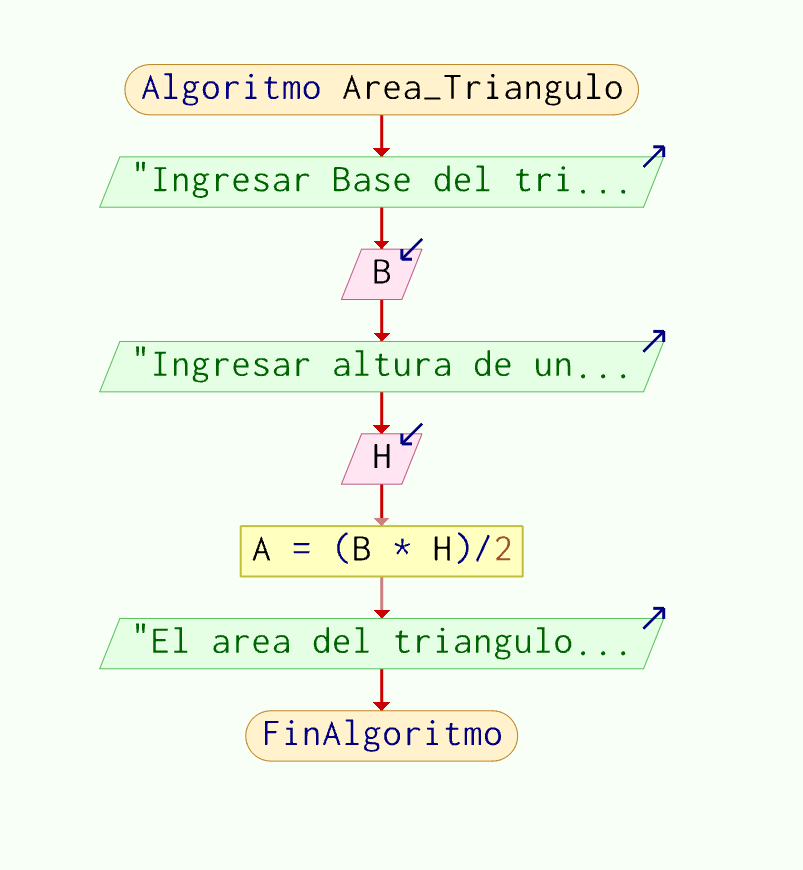 Algoritmo Area_Triangulo
"Ingresar Base del tri...
B
"Ingresar altura de un...
H
A = (B * H)/2
"El area del triangulo...
FinAlgoritmo